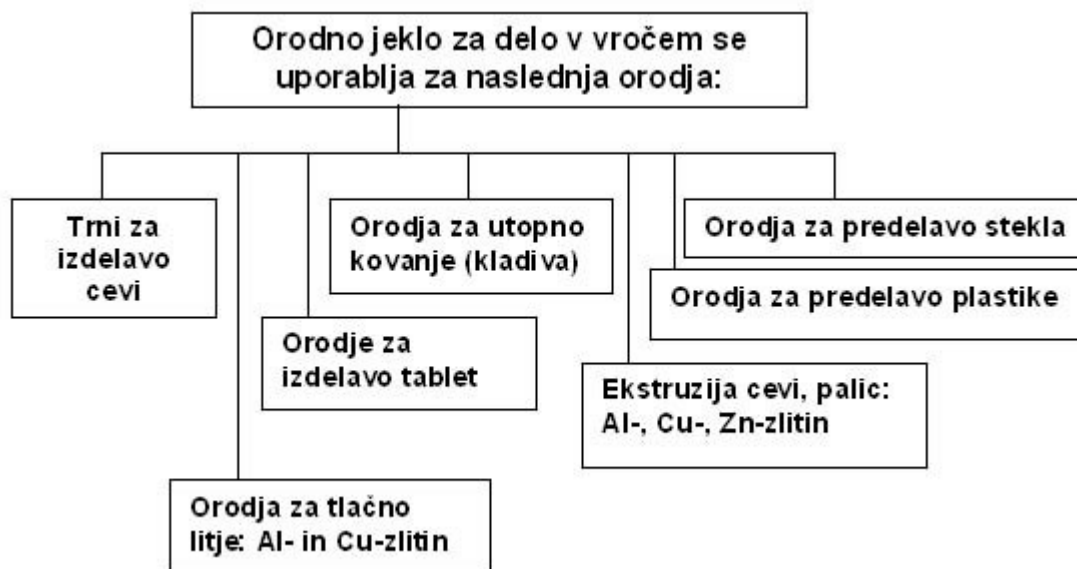 Orodno jeklo za delo v vročem se
uporablja za naslednja orodja:
Trni za
izdelavo
cevi
Orodja za utopno
kovanje (kladiva)
Orodja za predelavo stekla
Orodja za predelavo plastike
Orodje za
izdelavo tablet
Ekstruzija cevi, palic:
Al-, Cu-, Zn-zlitin
Orodja za tlačno
litje: Al- in Cu-zlitin